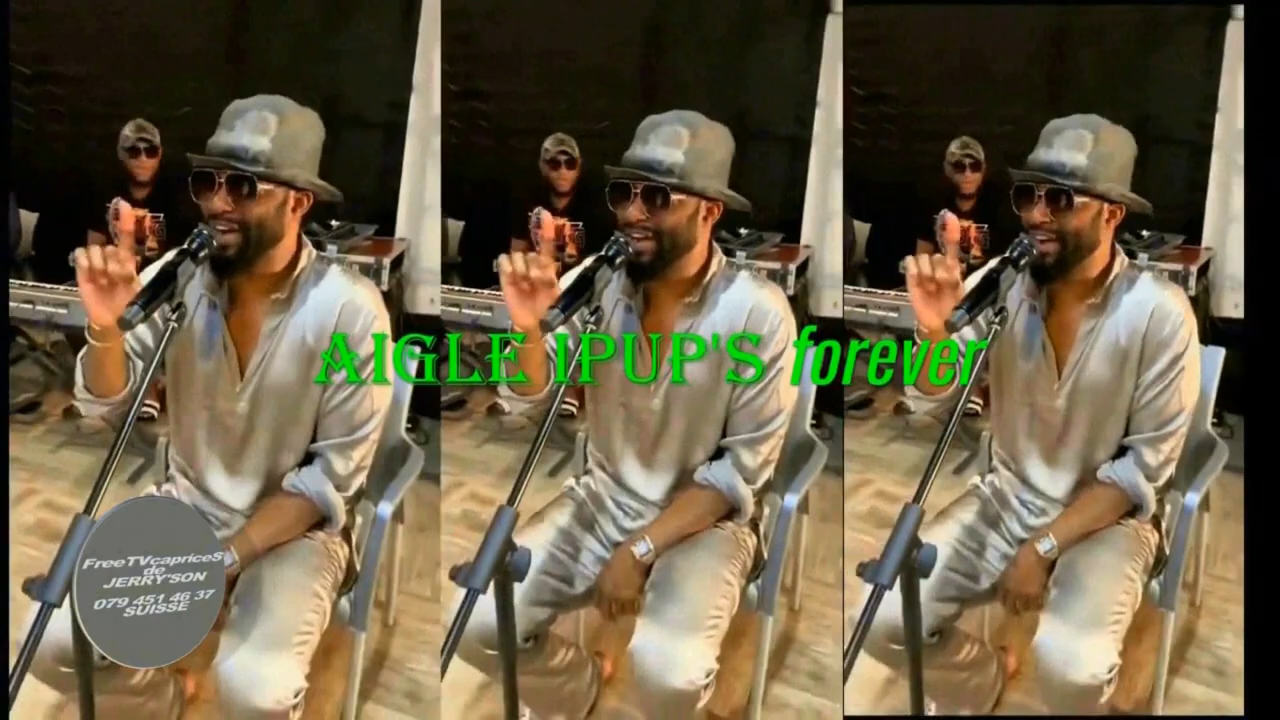 AIGLE IPUP'S forever
FreeTVcapriceS
de
JERRY'SON
079 451 46 37
SUISSE